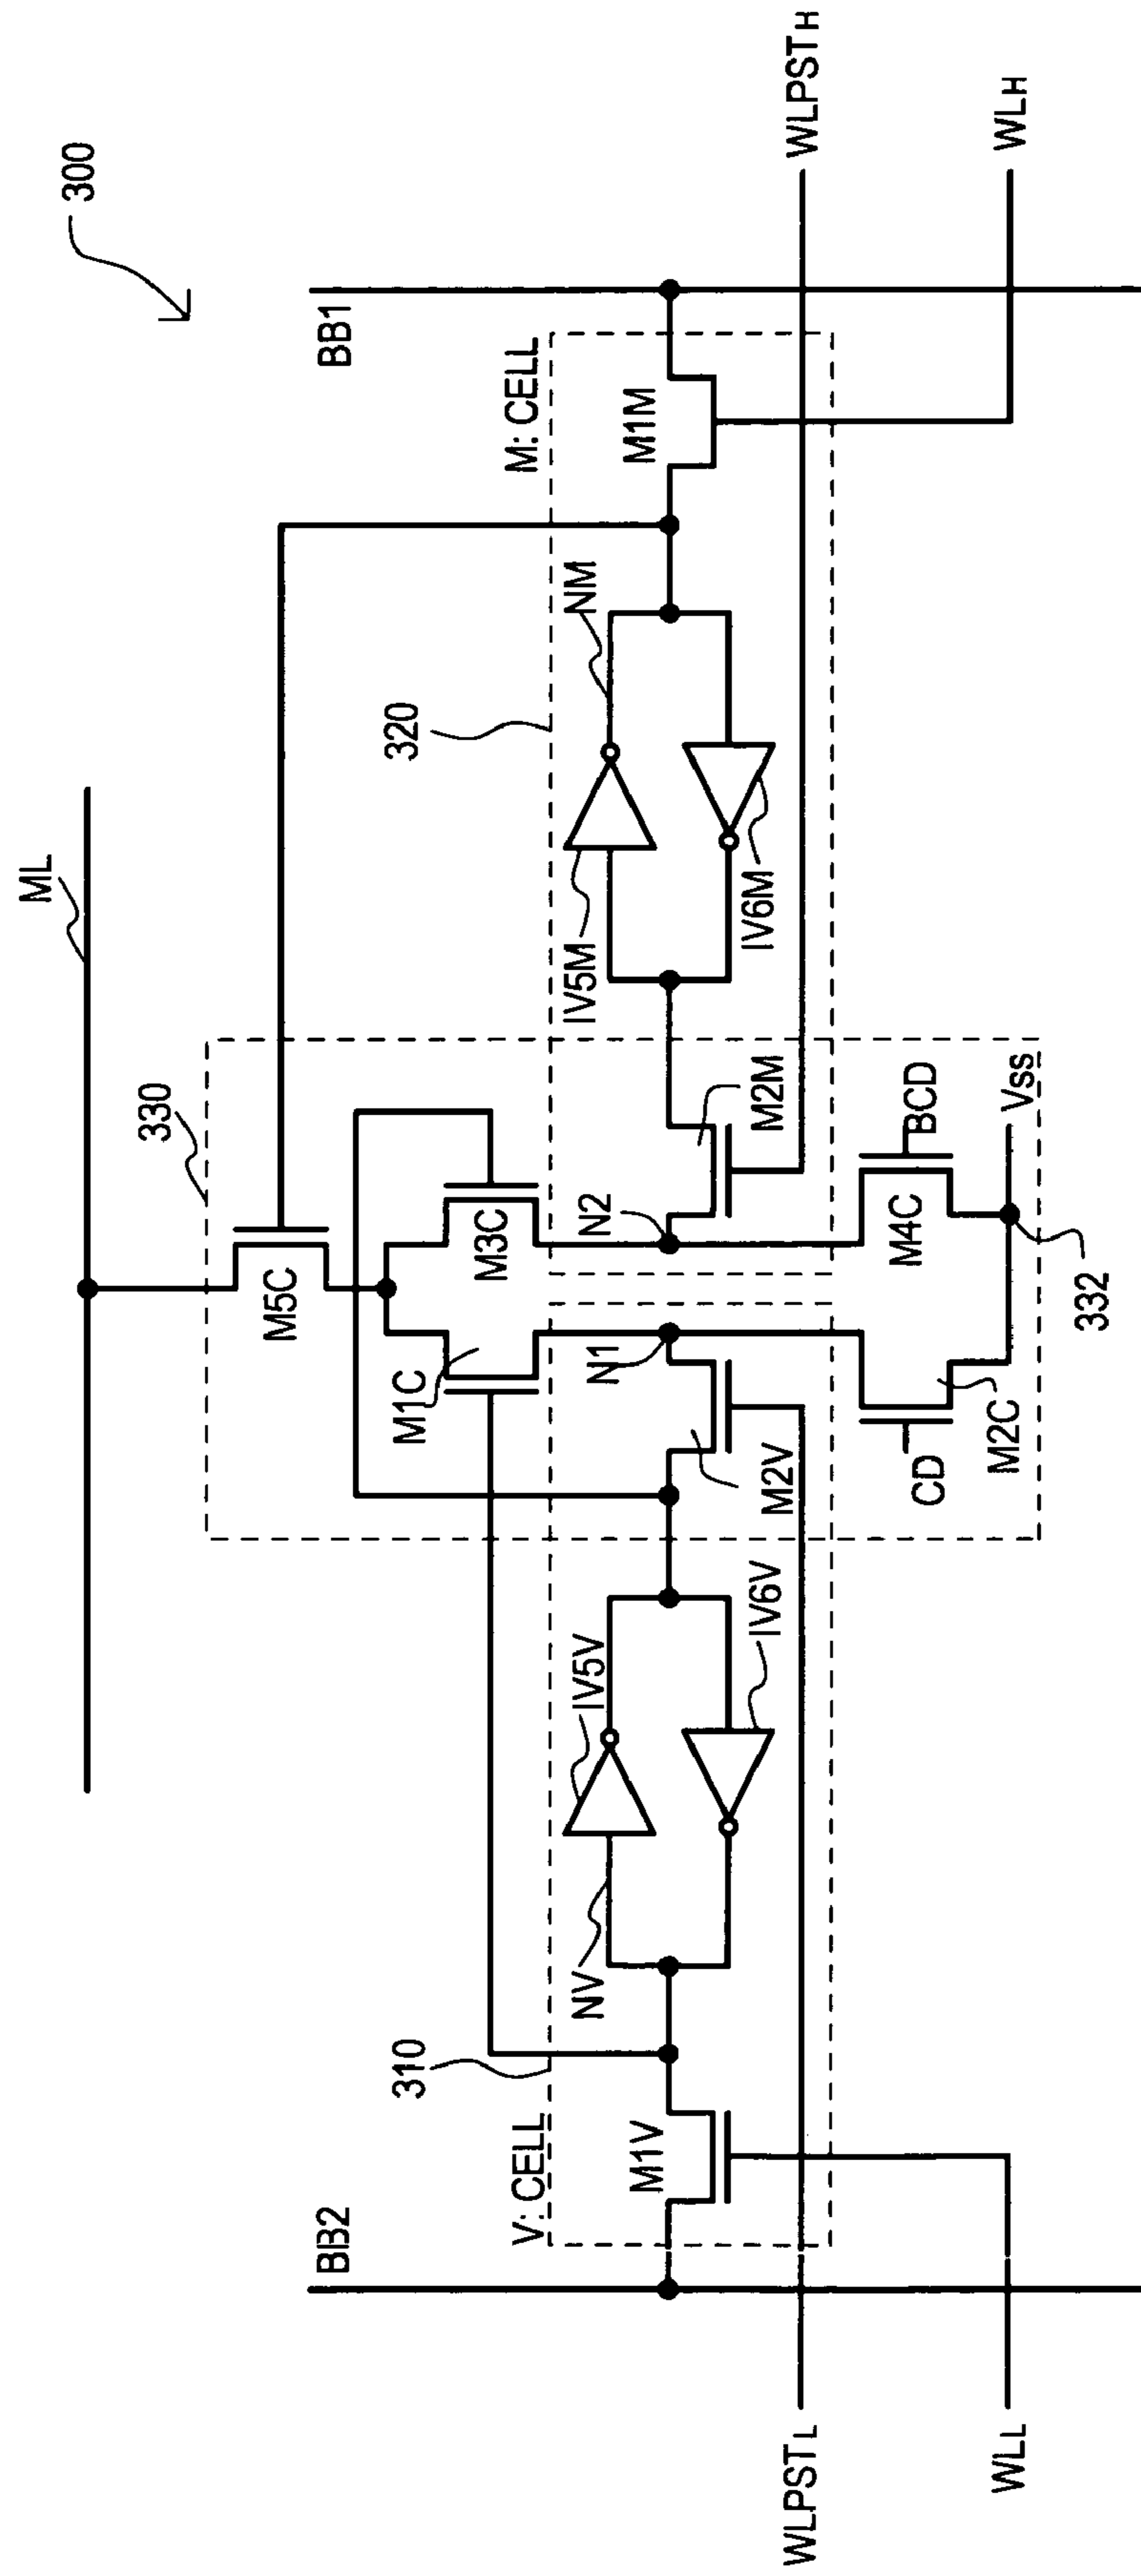 300
ML
330
M5C
320
BB1
M: CELL
M1M
NM
IV5M
IV6M
WLPSTH
WLH
M3C
M1C
N2
N1
M2M
M2V
BCD
M4C
VSS
332
CD
M2C
310
BB2
V: CELL
M1V
NV
IV5V
IV6V
WLPSTL
WLL